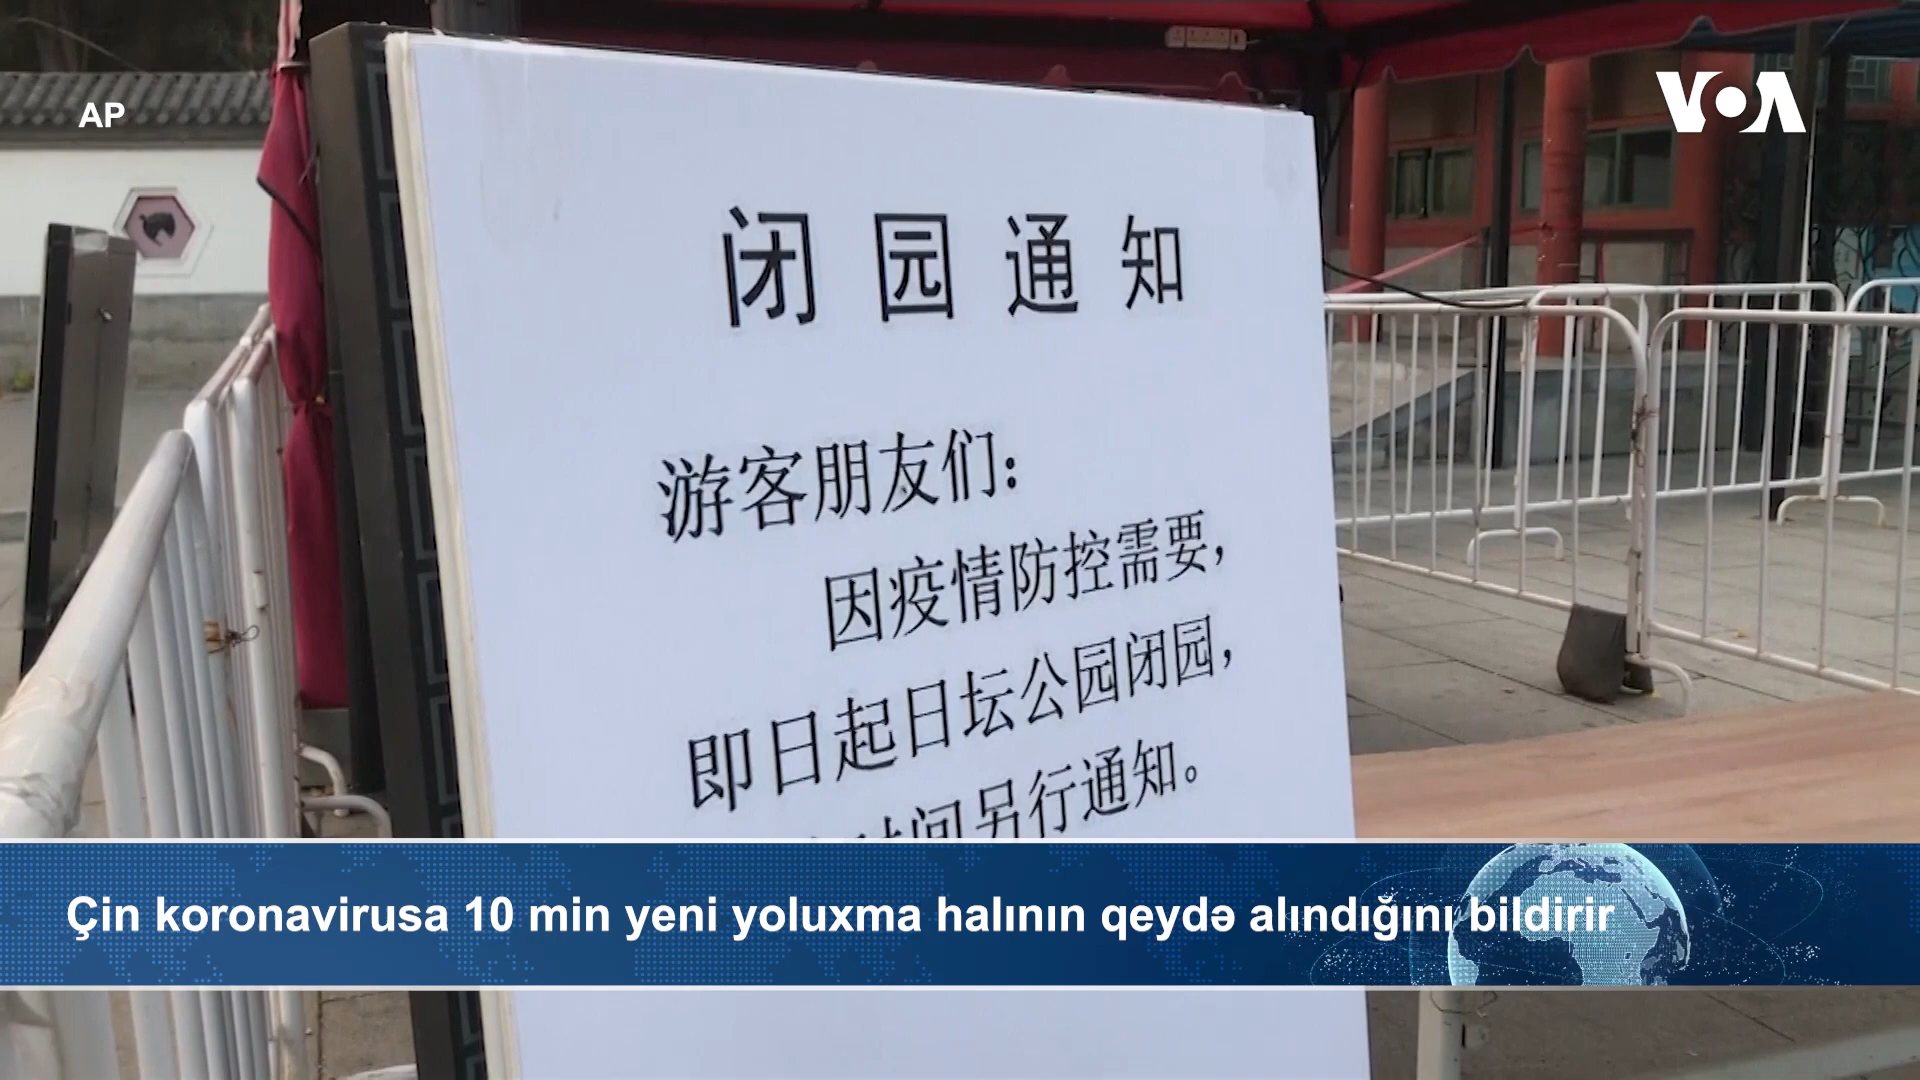 AP
VOA
闭园通知
游客朋友们：
因疫情防控需要，
即日起日坛公园闭园，
时间另行通知。
Çin koronavirusa 10 min yeni yoluxma halının qeydə alındığını bildirir